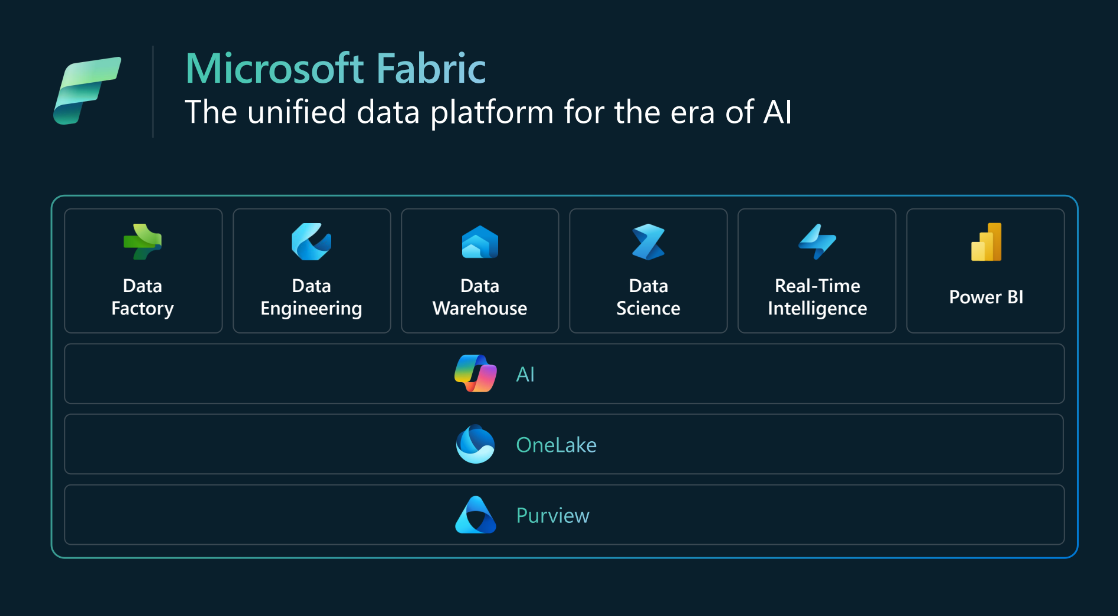 Microsoft Fabric
The unified data platform for the era of AI
Data
Factory
Data
Engineering
Data
Warehouse
Data
Science
Real-Time
Intelligence
Power BI
AI
OneLake
Purview